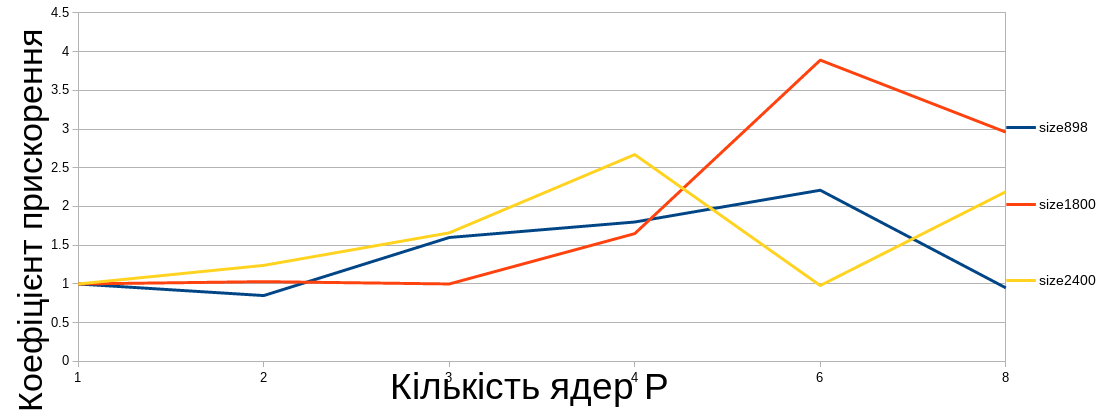 Коефіцієнт прискорення
4.5
4
3.5
3
2.5
2
1.5
1
0.5
0
1 2 3 4 6 8
Кількість ядер P
size898
size1800
size2400